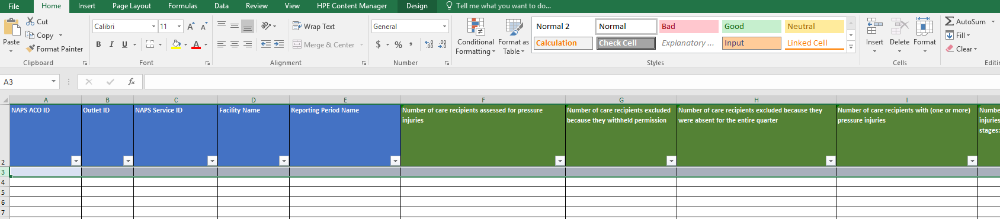 File Home Insert Page Layout Formulas Data Review View HPE Content Manager Design Tell me what you want to do...
Cut
Copy
Format Painter
Paste
Clipboard
Calibri 11 A A
B I U A
Font
Wrap Text
Merge & Center
Alignment
General
$ % , .0 .00 .00 .0
Number
Conditional Formatting
Format as Table
Normal 2 Normal Bad Good Neutral
Calculation Check Cell Explanatory ... Input Linked Cell
Styles
Insert Delete Format
Cells
AutoSum
Fill
Clear
Editin
A3 fx
A B C D E F G H I
NAPS ACO ID
Outlet ID
NAPS Service ID
Facility Name
Reporting Period Name
Number of care recipients assessed for pressure
injuries
Number of care recipients excluded
because they withheld permission
Number of care recipients excluded because they
were absent for the entire quarter
Number of care recipients with (one or more)
pressure injuries
Numbe
injuries
stages:
2
3
4
5
6
7